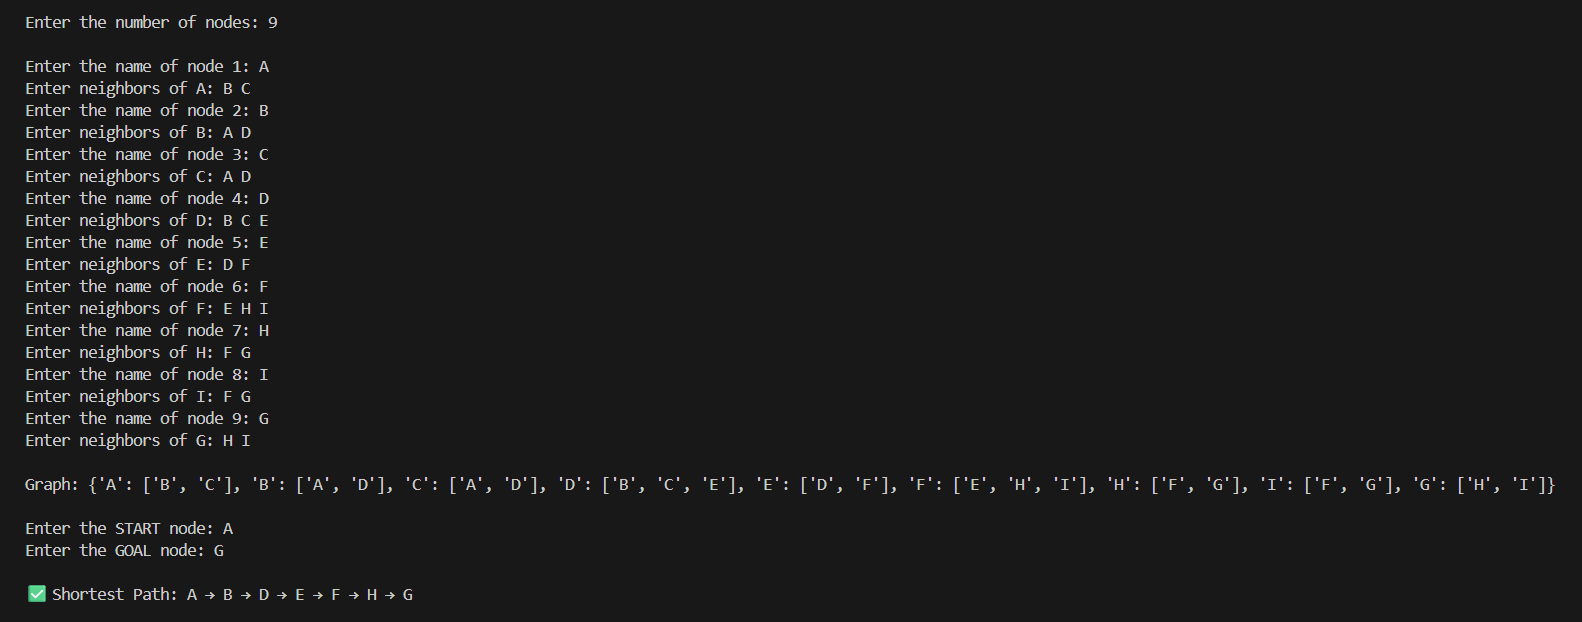 Enter the number of nodes: 9
Enter the name of node 1: A
Enter neighbors of A: B C
Enter the name of node 2: B
Enter neighbors of B: A D
Enter the name of node 3: C
Enter neighbors of C: A D
Enter the name of node 4: D
Enter neighbors of D: B C E
Enter the name of node 5: E
Enter neighbors of E: D F
Enter the name of node 6: F
Enter neighbors of F: E H I
Enter the name of node 7: H
Enter neighbors of H: F G
Enter the name of node 8: I
Enter neighbors of I: F G
Enter the name of node 9: G
Enter neighbors of G: H I
Graph: {'A': ['B', 'C'], 'B': ['A', 'D'], 'C': ['A', 'D'], 'D': ['B', 'C', 'E'], 'E': ['D', 'F'], 'F': ['E', 'H', 'I'], 'H': ['F', 'G'], 'I': ['F', 'G'], 'G': ['H', 'I']}
Enter the START node: A
Enter the GOAL node: G
✅ Shortest Path: A → B → D → E → F → H → G